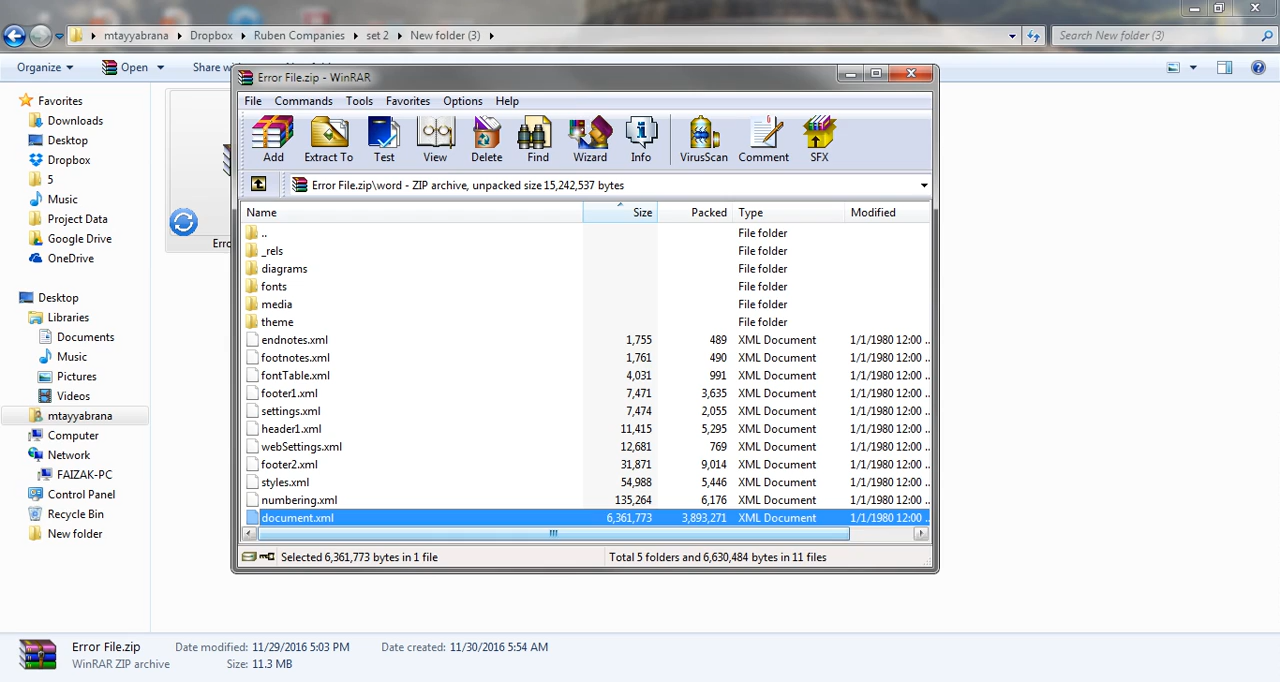 mtayyabrana Dropbox Ruben Companies set 2 New folder (3)
Search New folder (3)
Organize Open Share wi
Error File.zip - WinRAR
File Commands Tools Favorites Options Help
Add Extract To Test View Delete Find Wizard Info VirusScan Comment SFX
Error File.zip\word - ZIP archive, unpacked size 15,242,537 bytes
Name Size Packed Type Modified
.. File folder
_rels File folder
diagrams File folder
fonts File folder
media File folder
theme File folder
endnotes.xml 1,755 489 XML Document 1/1/1980 12:00 ..
footnotes.xml 1,761 490 XML Document 1/1/1980 12:00 ..
fontTable.xml 4,031 991 XML Document 1/1/1980 12:00 ..
footer1.xml 7,471 3,635 XML Document 1/1/1980 12:00 ..
settings.xml 7,474 2,055 XML Document 1/1/1980 12:00 ..
header1.xml 11,415 5,295 XML Document 1/1/1980 12:00 ..
webSettings.xml 12,681 769 XML Document 1/1/1980 12:00 ..
footer2.xml 31,871 9,014 XML Document 1/1/1980 12:00 ..
styles.xml 54,988 5,446 XML Document 1/1/1980 12:00 ..
numbering.xml 135,264 6,176 XML Document 1/1/1980 12:00 ..
document.xml 6,361,773 3,893,271 XML Document 1/1/1980 12:00 ..
Selected 6,361,773 bytes in 1 file
Total 5 folders and 6,630,484 bytes in 11 files
Favorites
Downloads
Desktop
Dropbox
5
Music
Project Data
Google Drive
OneDrive
Desktop
Libraries
Documents
Music
Pictures
Videos
mtayyabrana
Computer
Network
FAIZAK-PC
Control Panel
Recycle Bin
New folder
Erro
Error File.zip Date modified: 11/29/2016 5:03 PM Date created: 11/30/2016 5:54 AM
WinRAR ZIP archive Size: 11.3 MB